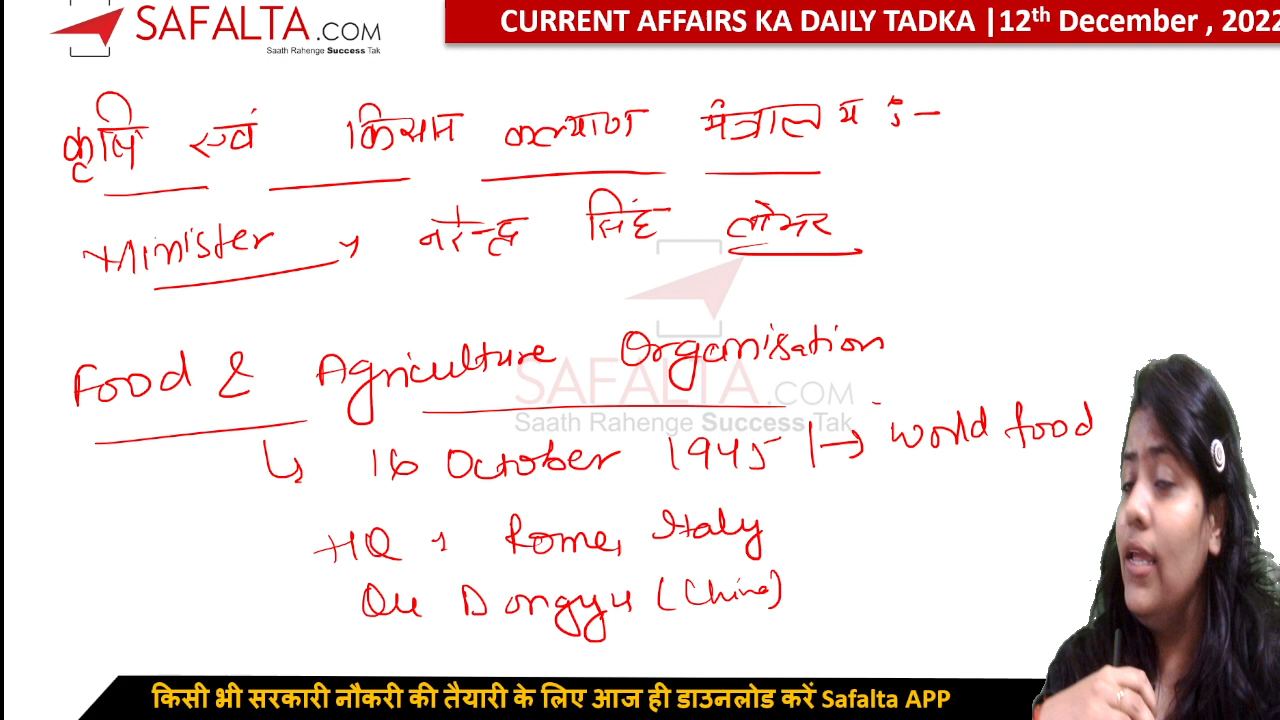 SAFALTA.COM
Saath Rahenge Success Tak
CURRENT AFFAIRS KA DAILY TADKA |12th December , 2022
कृषि एवं किसान कल्याण मंत्रालय :-
Minister → नरेन्द्र सिंह तोमर
Food & Agriculture Organisation
SAFALTA.COM
Saath Rahenge Success Tak
↳ 16 October 1945 |→ world food
HQ → Rome, Italy
Qu Dongyu (China)
किसी भी सरकारी नौकरी की तैयारी के लिए आज ही डाउनलोड करें Safalta APP